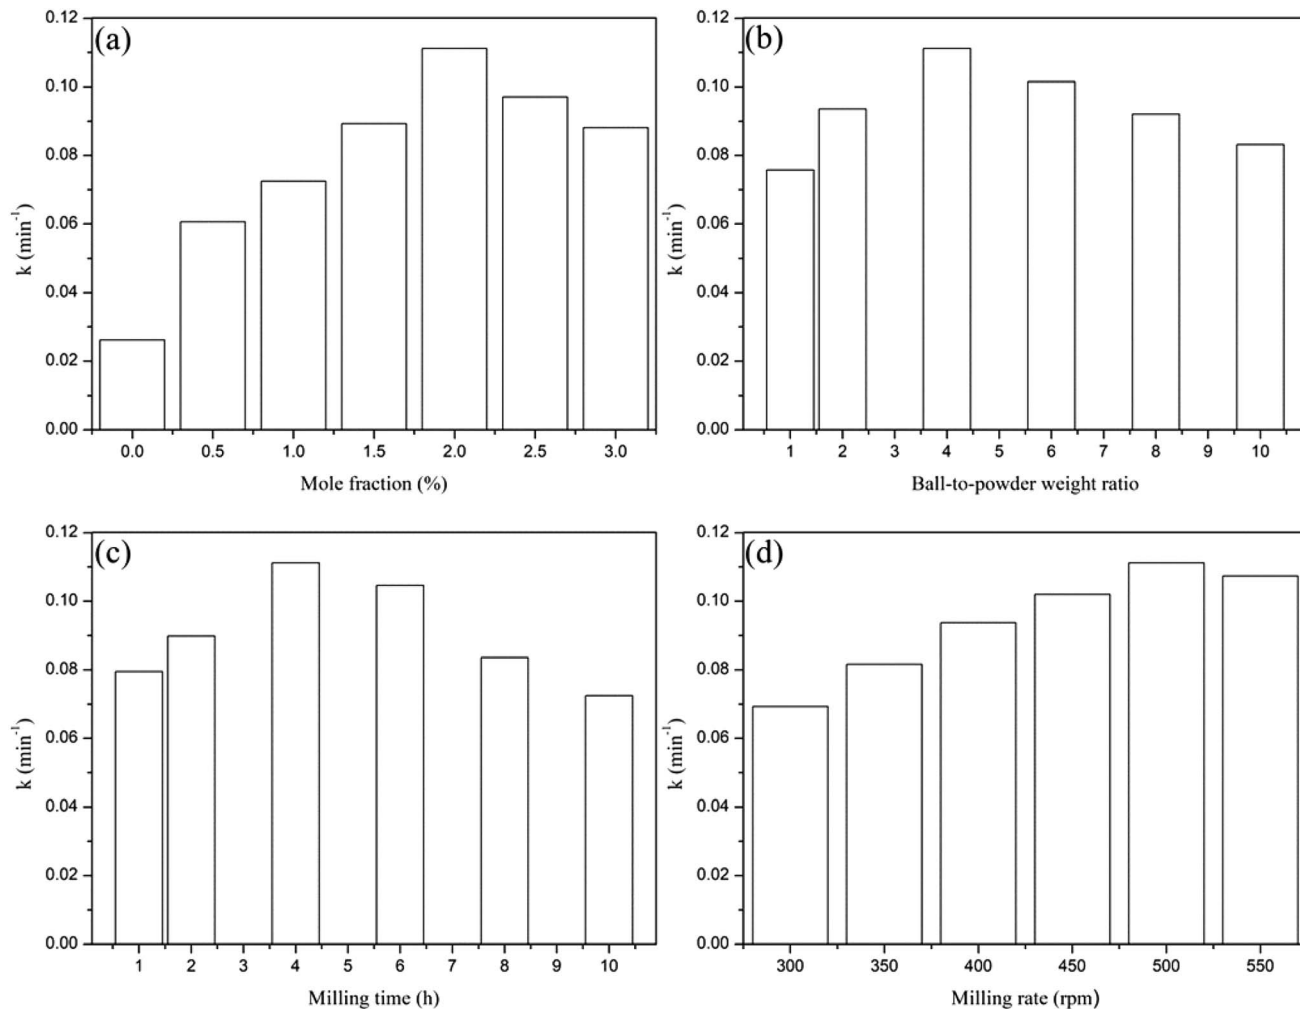 (a)
0.12
0.10
0.08
0.06
0.04
0.02
0.00
k (min⁻¹)
0.0 0.5 1.0 1.5 2.0 2.5 3.0
Mole fraction (%)
(b)
0.12
0.10
0.08
0.06
0.04
0.02
0.00
k (min⁻¹)
1 2 3 4 5 6 7 8 9 10
Ball-to-powder weight ratio
(c)
0.12
0.10
0.08
0.06
0.04
0.02
0.00
k (min⁻¹)
1 2 3 4 5 6 7 8 9 10
Milling time (h)
(d)
0.12
0.10
0.08
0.06
0.04
0.02
0.00
k (min⁻¹)
300 350 400 450 500 550
Milling rate (rpm)